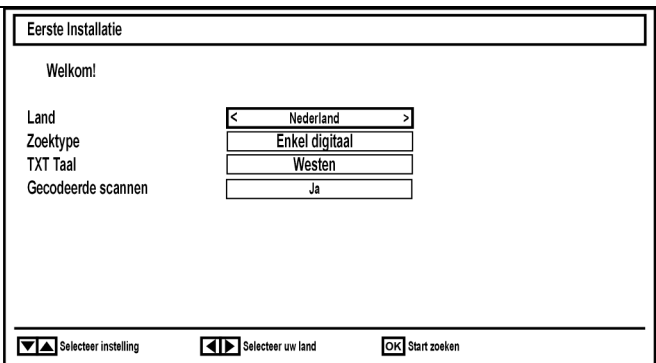 Eerste Installatie
Welkom!
Land < Nederland >
Zoektype Enkel digitaal
TXT Taal Westen
Gecodeerde scannen Ja
▼▲ Selecteer instelling ◀▶ Selecteer uw land OK Start zoeken